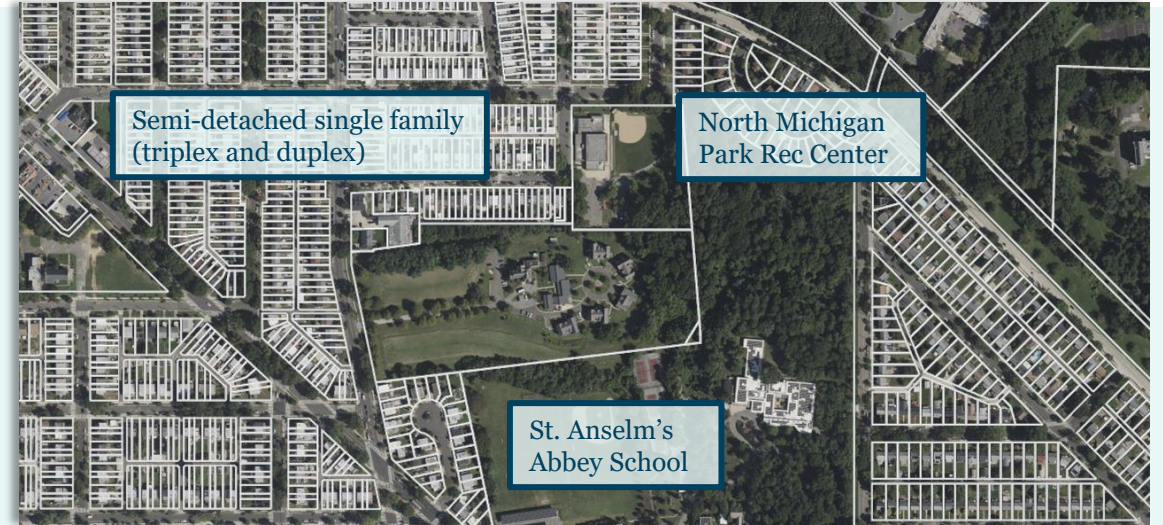 Semi-detached single family
(triplex and duplex)
North Michigan
Park Rec Center
St. Anselm’s
Abbey School